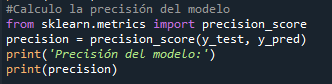 #Calculo la precisión del modelo
from sklearn.metrics import precision_score
precision = precision_score(y_test, y_pred)
print('Precisión del modelo:')
print(precision)